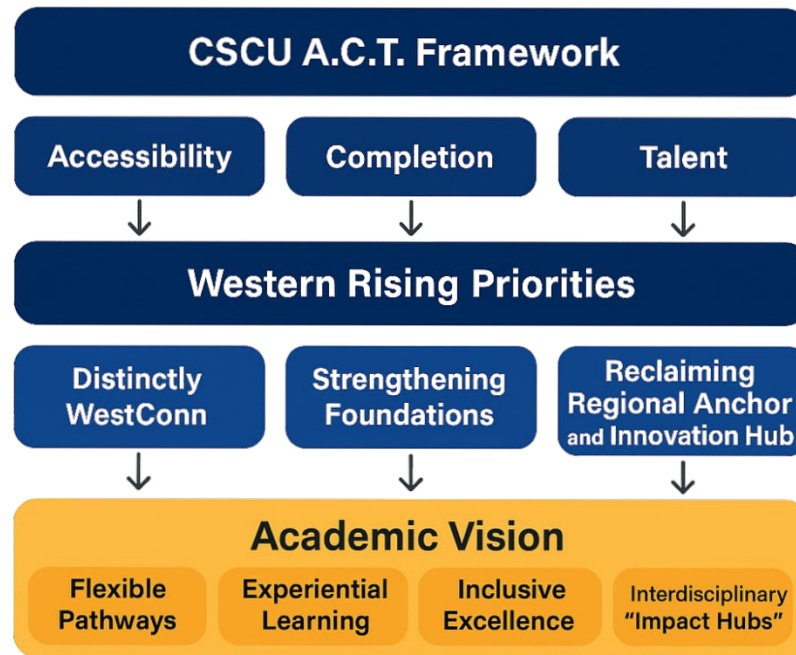 CSCU A.C.T. Framework
Accessibility
Completion
Talent
Western Rising Priorities
Distinctly
WestConn
Strengthening
Foundations
Reclaiming
Regional Anchor
and Innovation Hub
Academic Vision
Flexible
Pathways
Experiential
Learning
Inclusive
Excellence
Interdisciplinary
“Impact Hubs”